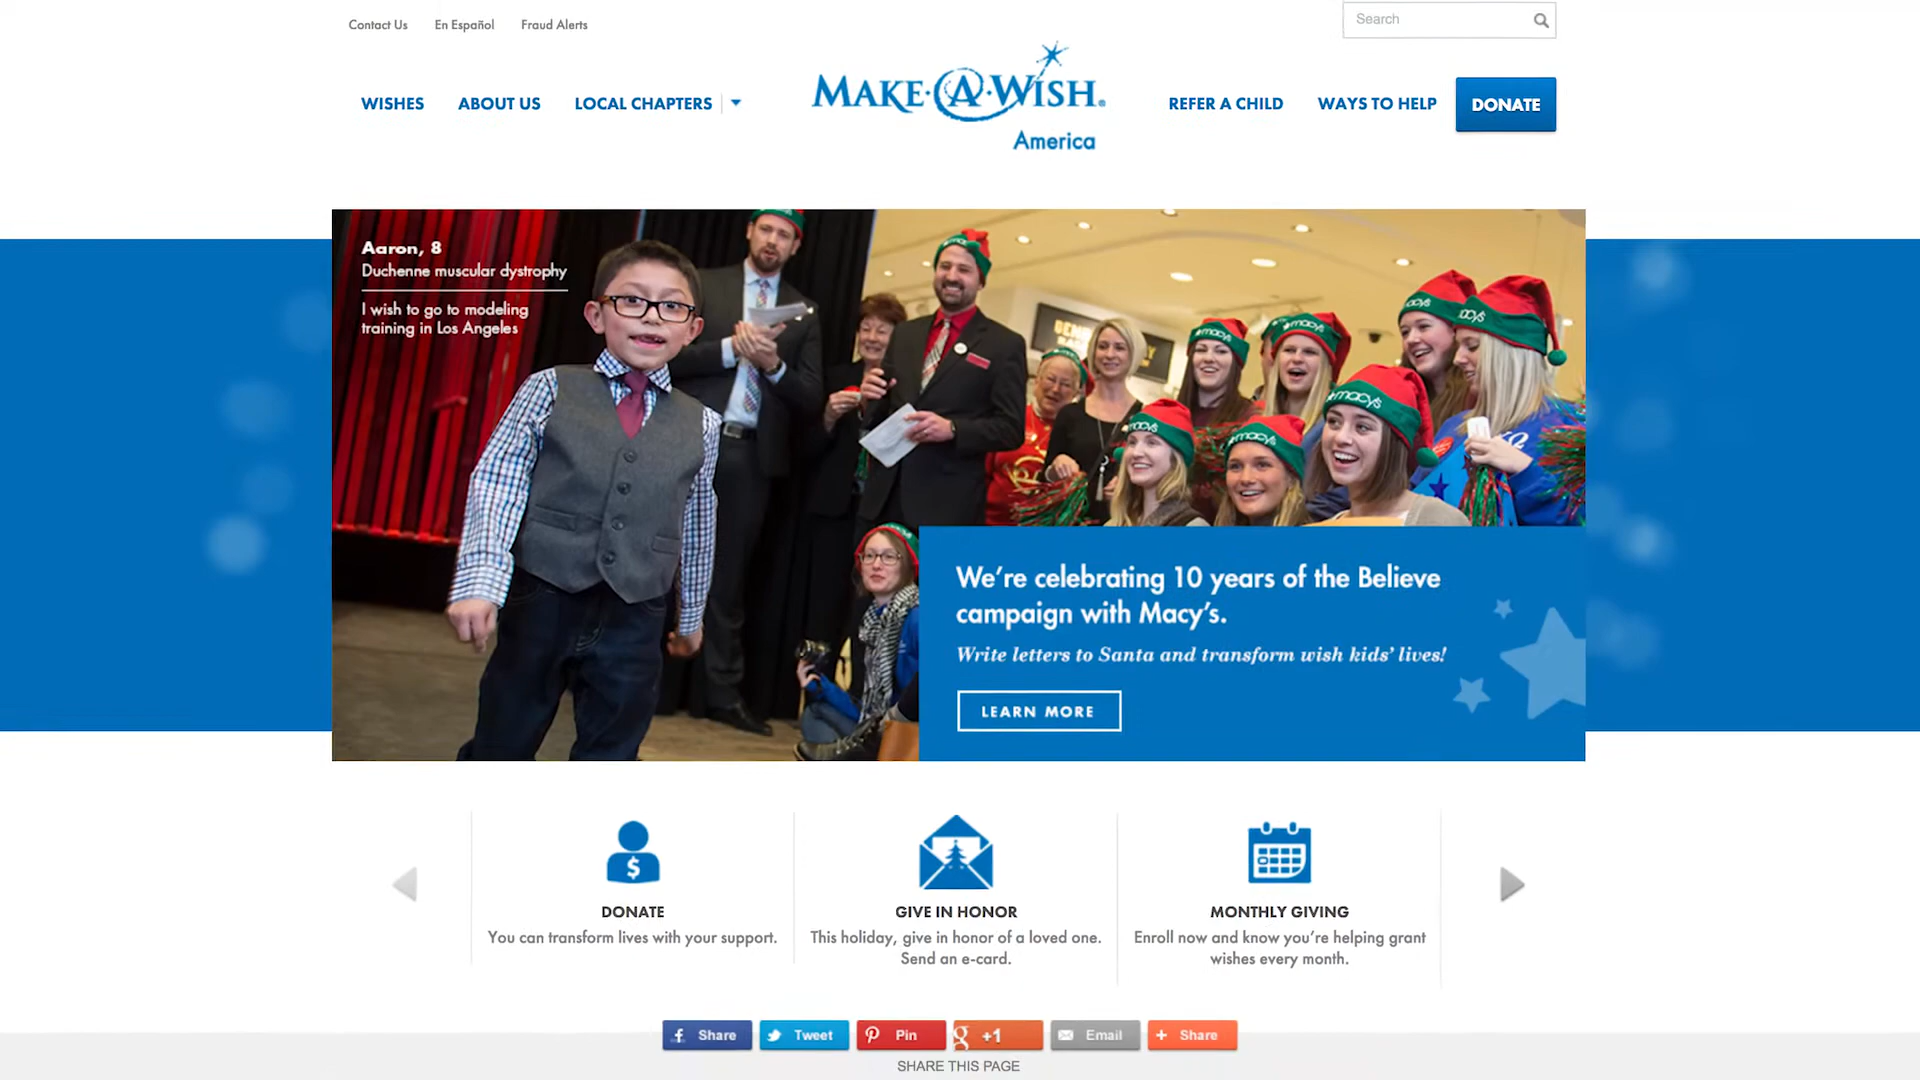 Contact Us
En Español
Fraud Alerts
Search
WISHES
ABOUT US
LOCAL CHAPTERS
MAKE·A·WISH®
America
REFER A CHILD
WAYS TO HELP
DONATE
Aaron, 8
Duchenne muscular dystrophy
I wish to go to modeling
training in Los Angeles
macy's
macy's
macy's
macy's
macy's
We're celebrating 10 years of the Believe
campaign with Macy's.
Write letters to Santa and transform wish kids' lives!
LEARN MORE
DONATE
You can transform lives with your support.
GIVE IN HONOR
This holiday, give in honor of a loved one.
Send an e-card.
MONTHLY GIVING
Enroll now and know you're helping grant
wishes every month.
Share
Tweet
Pin
+1
Email
Share
SHARE THIS PAGE